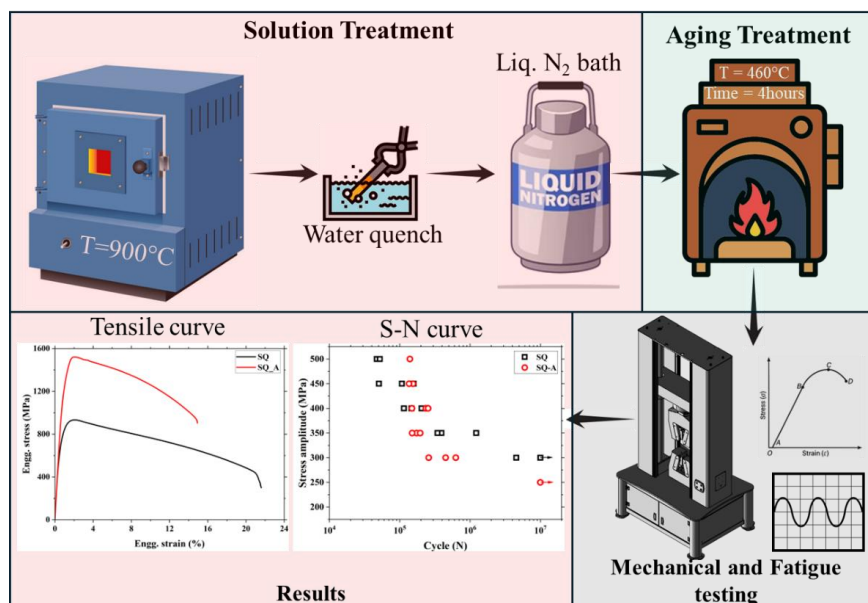 Solution Treatment
T=900°C
Water quench
Liq. N₂ bath
LIQUID
NITROGEN
Aging Treatment
T = 460°C
Time = 4hours
Stress (σ)
A
B
C
D
O
Strain (ε)
Mechanical and Fatigue
testing
Tensile curve
Engg. stress (MPa)
1600
1200
800
400
0
SQ
SQ_A
0 4 8 12 16 20 24
Engg. strain (%)
S-N curve
Stress amplitude (MPa)
500
450
400
350
300
250
200
SQ
SQ-A
10⁴ 10⁵ 10⁶ 10⁷
Cycle (N)
Results